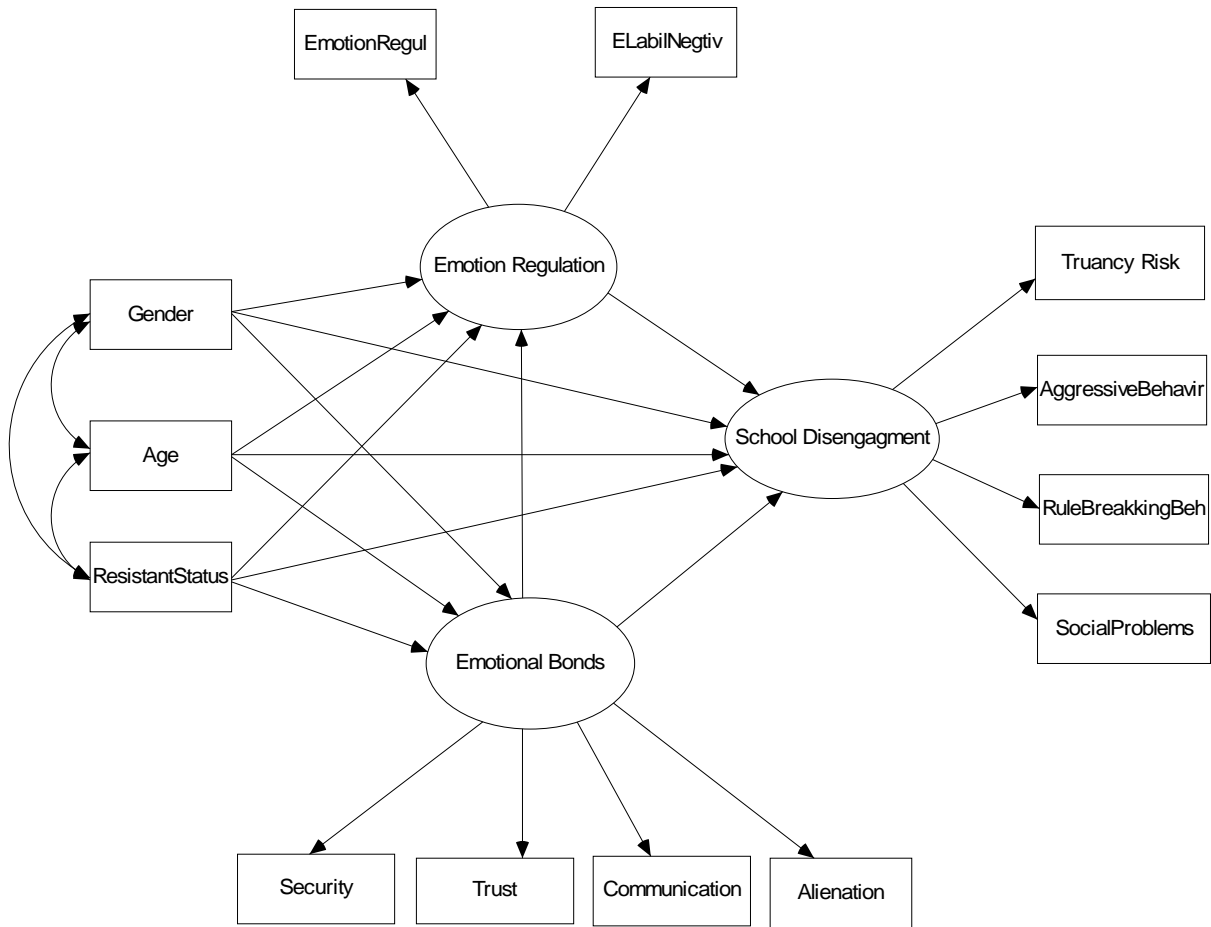 EmotionRegul
ELabilNegtiv
Emotion Regulation
Truancy Risk
Gender
AggressiveBehavir
School Disengagment
Age
RuleBreakkingBeh
ResistantStatus
SocialProblems
Emotional Bonds
Security
Trust
Communication
Alienation